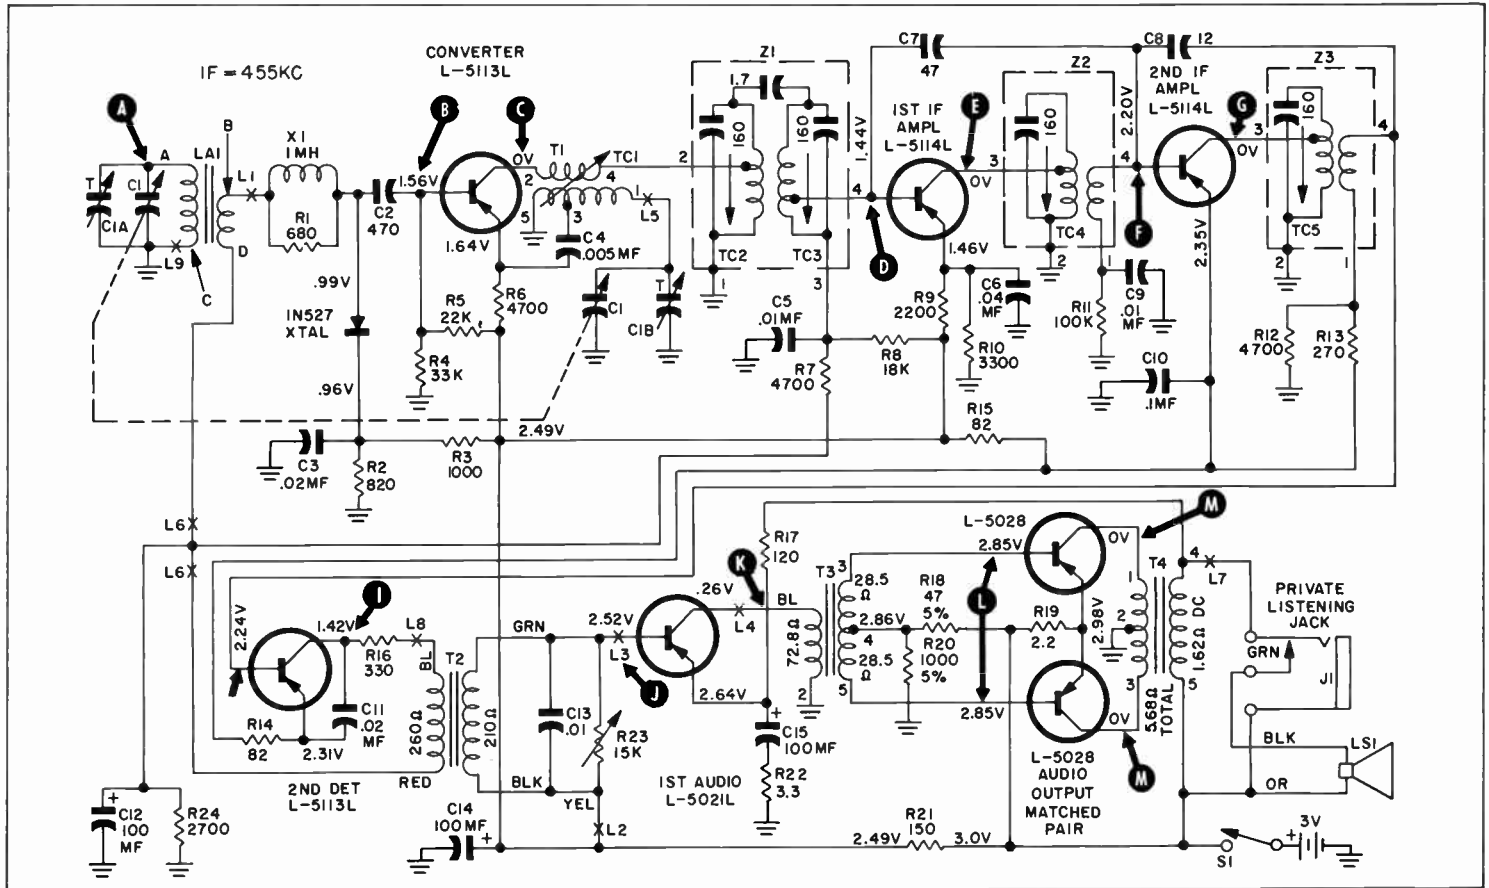 IF = 455KC
CONVERTER
L-5113L
Z1
1.7
160
160
C7
47
C8
12
2ND IF
AMPL
L-5114L
Z3
Z2
1ST IF
AMPL
L-5114L
160
160
A
B
C
E
G
B
A
LA1
X1
1MH
L1
T
C1
C1A
R1
680
D
L9
C
C2
470
1.56V
0V
2
T1
TC1
4
1
3
5
L5
1.64V
C4
.005MF
2
1.44V
4
D
3
0V
2.20V
4
F
3
0V
4
TC2
TC3
1
3
1.46V
TC4
2
1
2.35V
TC5
2
1
.99V
1N527
XTAL
.96V
R5
22K
R6
4700
R4
33K
C1
T
C1B
C5
.01MF
R7
4700
R8
18K
R9
2200
C6
.04
MF
R10
3300
R11
100K
C9
.01
MF
C10
.1MF
R12
4700
R13
270
R15
82
2.49V
C3
.02MF
R2
820
R3
1000
L6
L6
2.24V
I
1.42V
R16
330
L8
BL
T2
260Ω
210Ω
RED
GRN
BLK
YEL
C11
.02
MF
R14
82
2.31V
2ND DET
L-5113L
C12
100
MF
R24
2700
C14
100MF
C13
.01
R23
15K
L2
2.52V
L3
J
.26V
L4
K
BL
2.64V
1ST AUDIO
L-5021L
R17
120
C15
100MF
R22
3.3
T3
3
72.8Ω
2
28.5
Ω
2.86V
4
28.5
Ω
5
R18
47
5%
R20
1000
5%
L-5028
2.85V
L
2.85V
0V
M
R19
2.2
2.98V
1
2
3
T4
4
L7
1.62Ω DC
5
5.68Ω
TOTAL
0V
M
L-5028
AUDIO
OUTPUT
MATCHED
PAIR
PRIVATE
LISTENING
JACK
GRN
J1
BLK
LS1
OR
R21
150
2.49V
3.0V
S1
3V